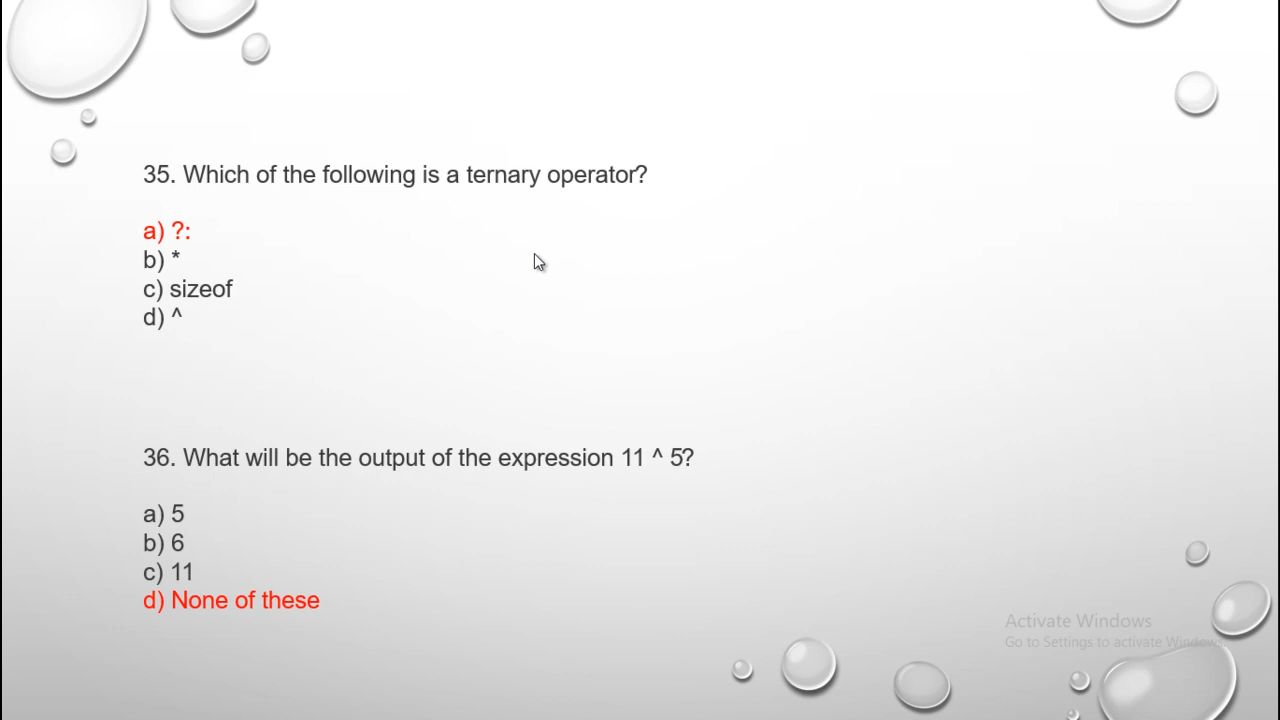 35. Which of the following is a ternary operator?
a) ?:
b) *
c) sizeof
d) ^
36. What will be the output of the expression 11 ^ 5?
a) 5
b) 6
c) 11
d) None of these
Activate Windows
Go to Settings to activate Windows.